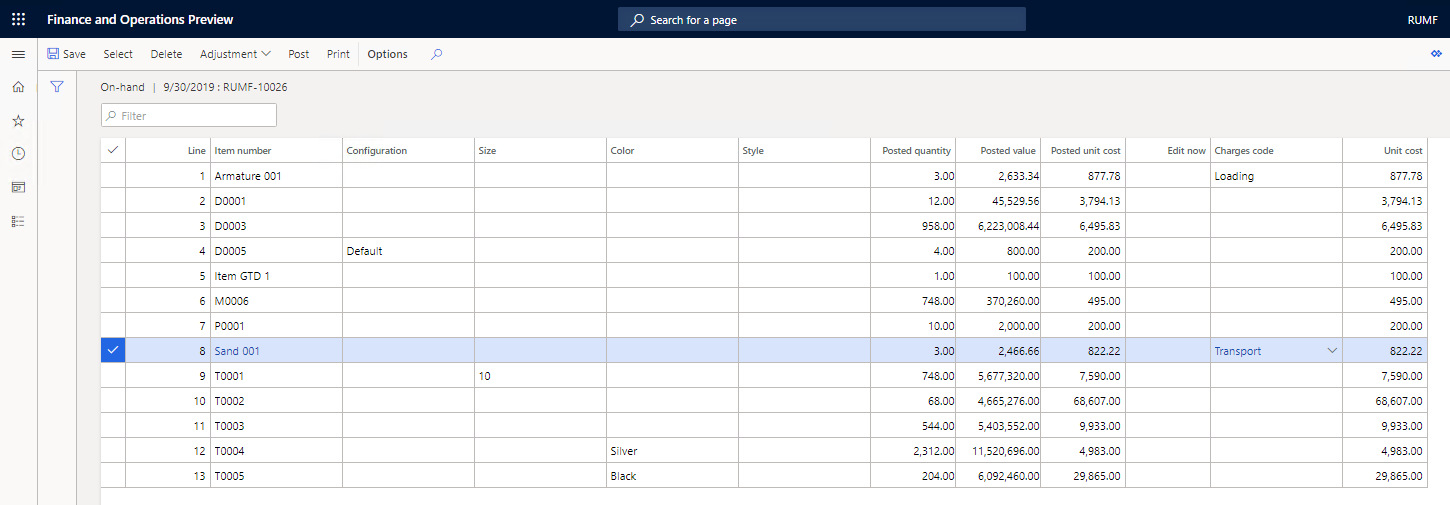 Finance and Operations Preview Search for a page RUMF
Save Select Delete Adjustment Post Print Options
On-hand | 9/30/2019 : RUMF-10026
Filter
Line Item number Configuration Size Color Style Posted quantity Posted value Posted unit cost Edit now Charges code Unit cost
1 Armature 001 3.00 2,633.34 877.78 Loading 877.78
2 D0001 12.00 45,529.56 3,794.13 3,794.13
3 D0003 958.00 6,223,008.44 6,495.83 6,495.83
4 D0005 Default 4.00 800.00 200.00 200.00
5 Item GTD 1 1.00 100.00 100.00 100.00
6 M0006 748.00 370,260.00 495.00 495.00
7 P0001 10.00 2,000.00 200.00 200.00
8 Sand 001 3.00 2,466.66 822.22 Transport 822.22
9 T0001 10 748.00 5,677,320.00 7,590.00 7,590.00
10 T0002 68.00 4,665,276.00 68,607.00 68,607.00
11 T0003 544.00 5,403,552.00 9,933.00 9,933.00
12 T0004 Silver 2,312.00 11,520,696.00 4,983.00 4,983.00
13 T0005 Black 204.00 6,092,460.00 29,865.00 29,865.00